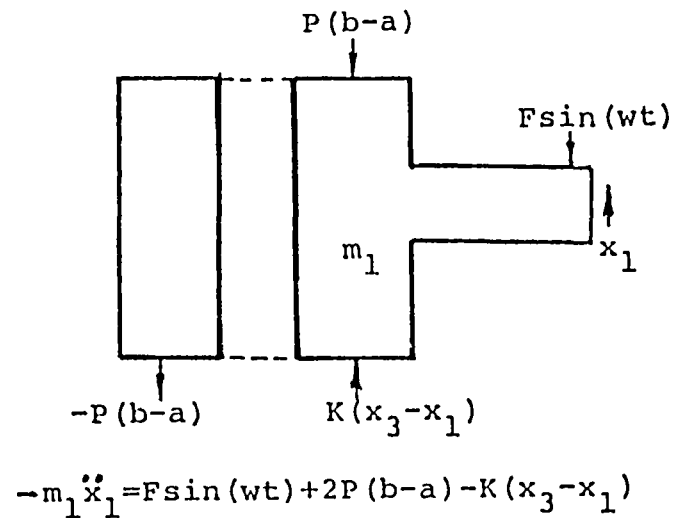 P(b-a)
Fsin(wt)
m₁
x₁
-P(b-a)
K(x₃-x₁)
-m₁ẍ₁=Fsin(wt)+2P(b-a)-K(x₃-x₁)